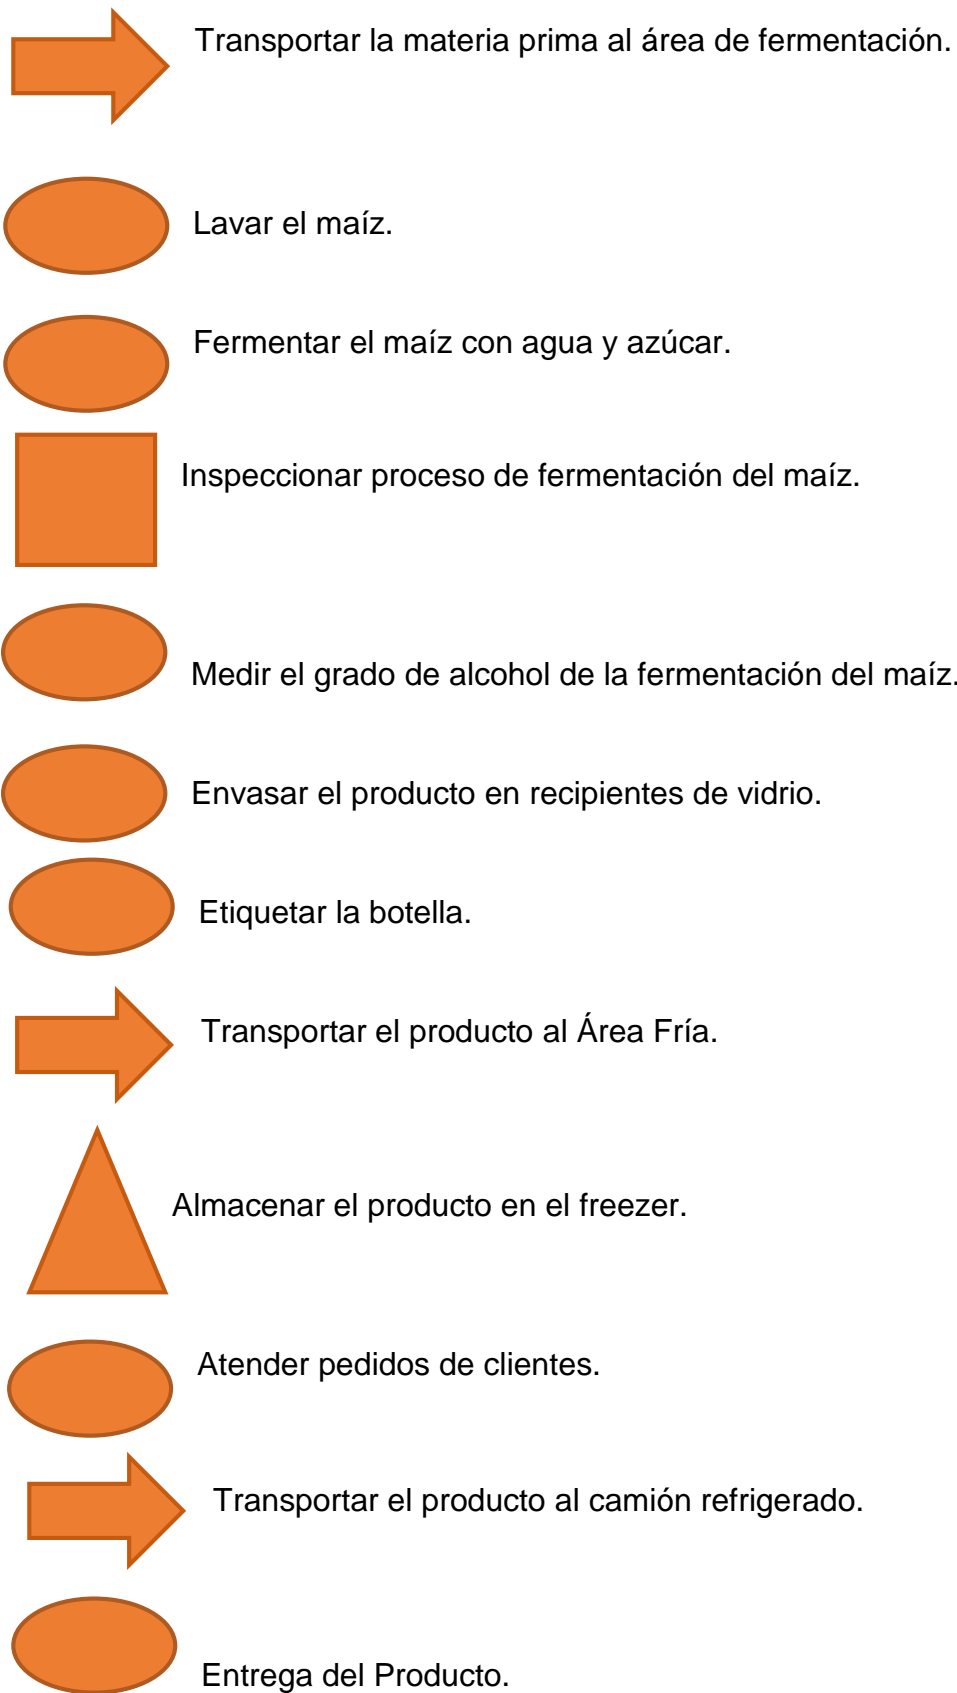 Transportar la materia prima al área de fermentación.
Lavar el maíz.
Fermentar el maíz con agua y azúcar.
Inspeccionar proceso de fermentación del maíz.
Medir el grado de alcohol de la fermentación del maíz.
Envasar el producto en recipientes de vidrio.
Etiquetar la botella.
Transportar el producto al Área Fría.
Almacenar el producto en el freezer.
Atender pedidos de clientes.
Transportar el producto al camión refrigerado.
Entrega del Producto.